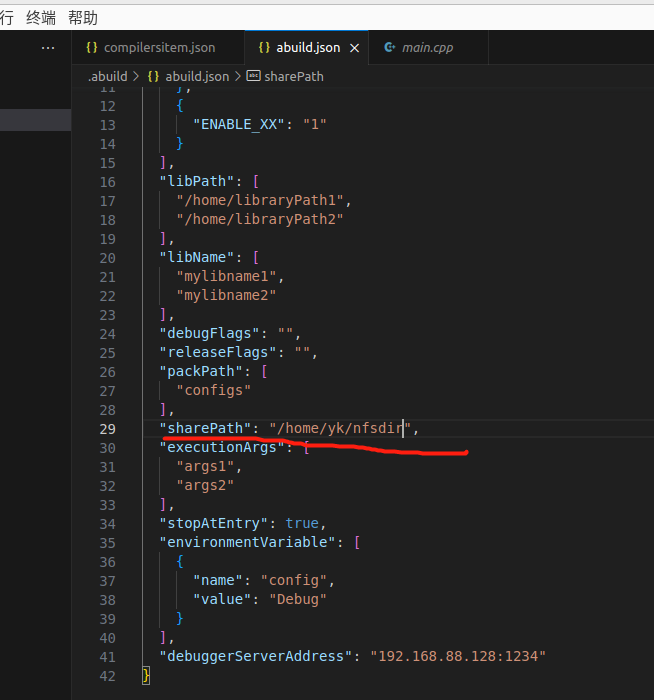 行 终端 帮助
··· {} compilersitem.json {} abuild.json × C++ main.cpp
.abuild > {} abuild.json > abc sharePath
11 },
12 {
13 "ENABLE_XX": "1"
14 }
15 ],
16 "libPath": [
17 "/home/libraryPath1",
18 "/home/libraryPath2"
19 ],
20 "libName": [
21 "mylibname1",
22 "mylibname2"
23 ],
24 "debugFlags": "",
25 "releaseFlags": "",
26 "packPath": [
27 "configs"
28 ],
29 "sharePath": "/home/yk/nfsdir",
30 "executionArgs": [
31 "args1",
32 "args2"
33 ],
34 "stopAtEntry": true,
35 "environmentVariable": [
36 {
37 "name": "config",
38 "value": "Debug"
39 }
40 ],
41 "debuggerServerAddress": "192.168.88.128:1234"
42 }